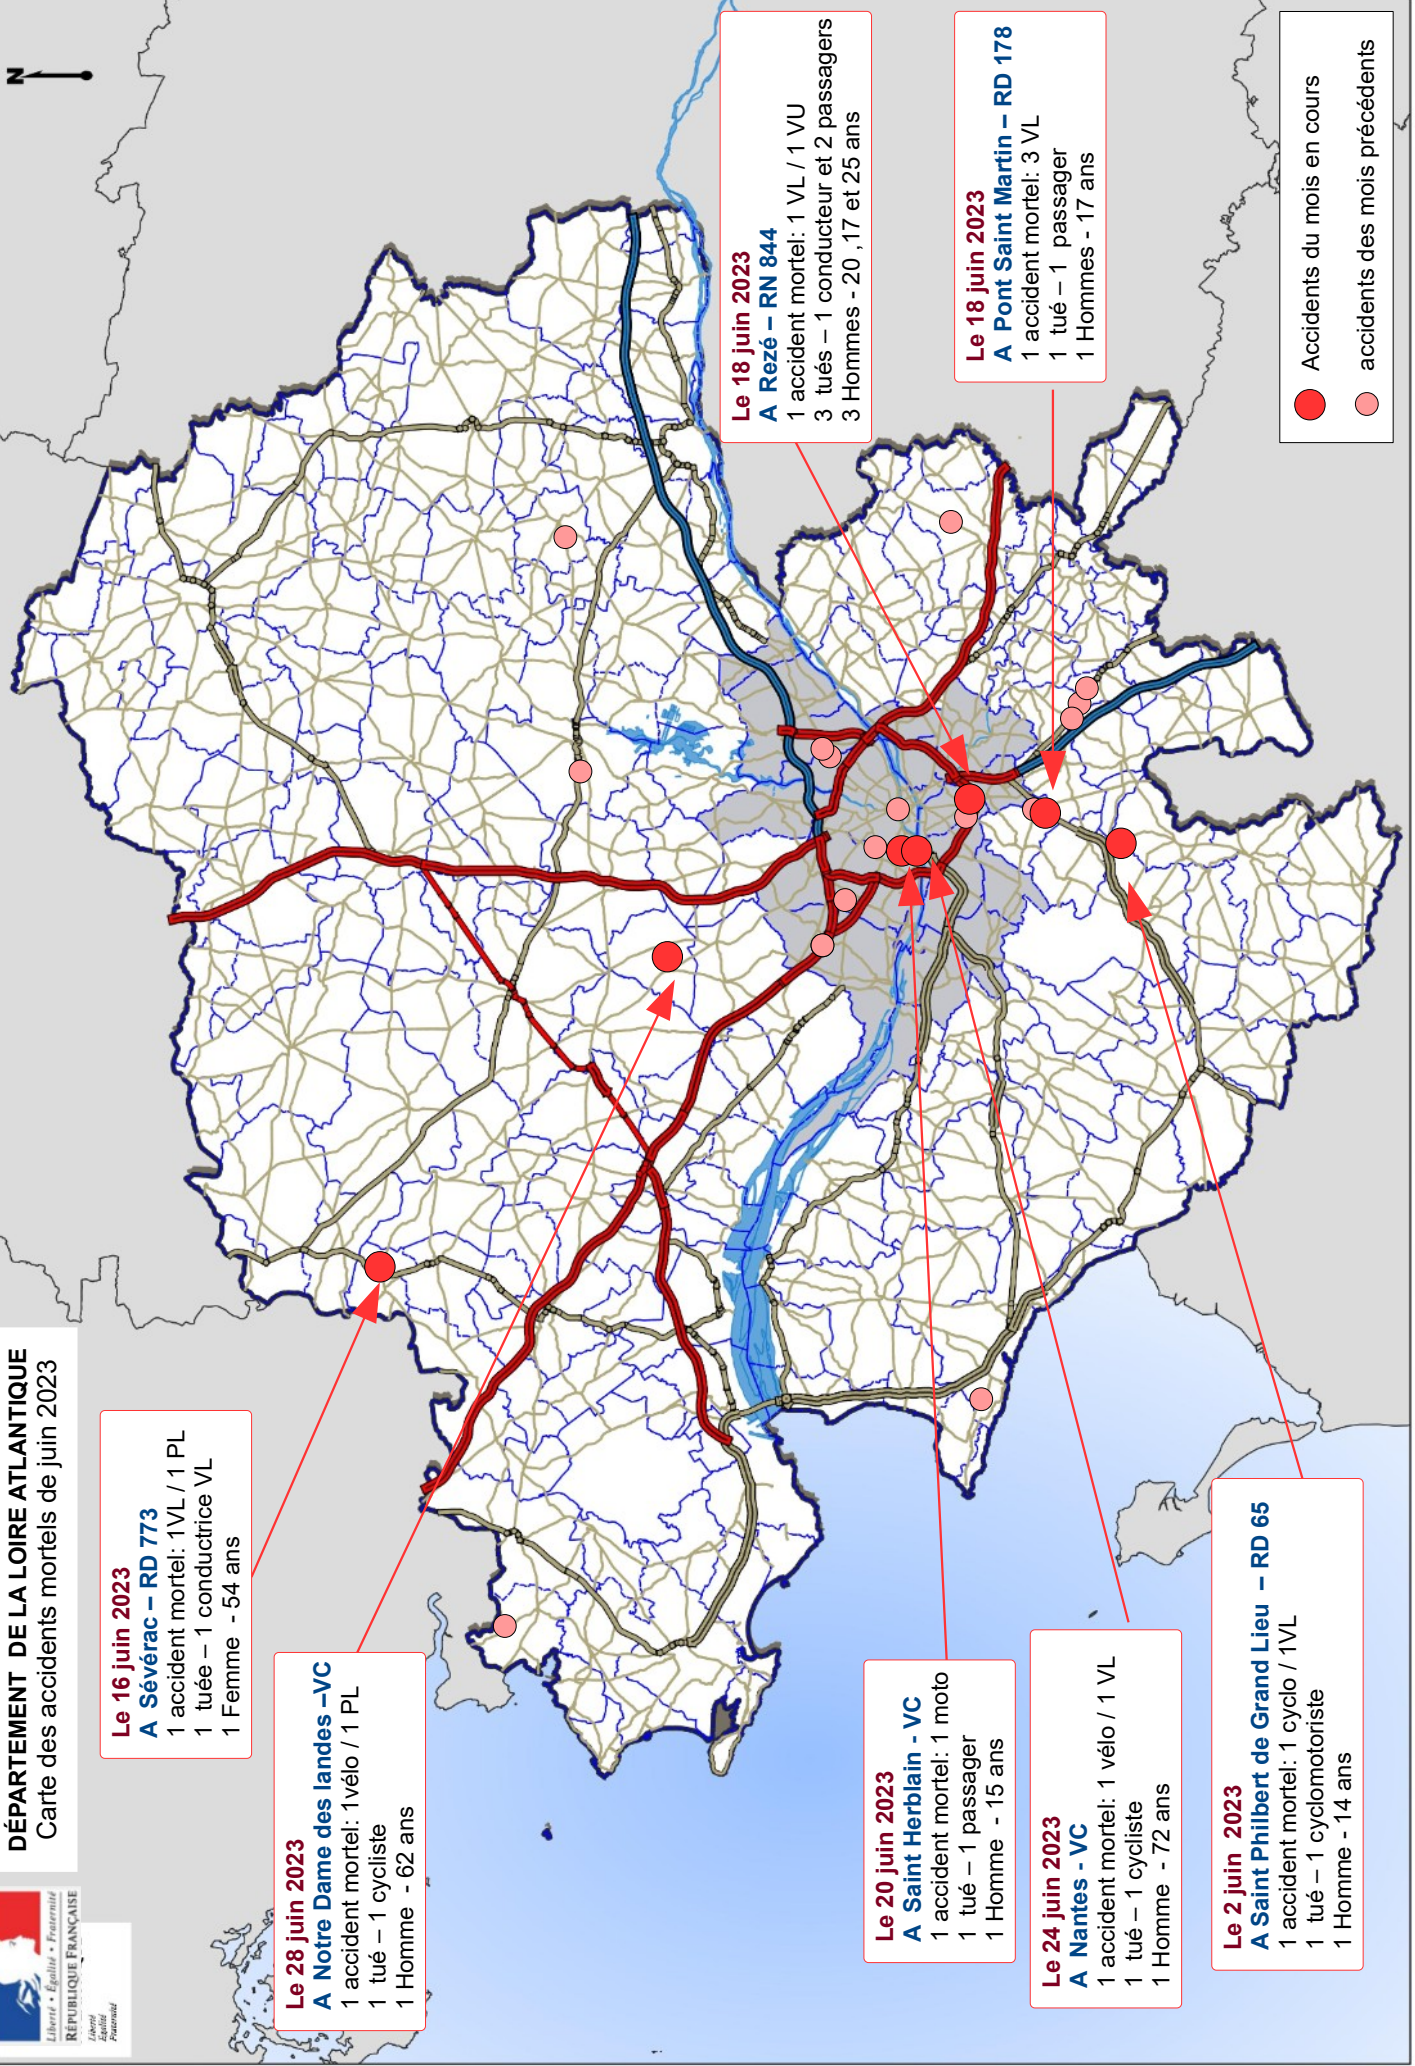 Liberté • Égalité • Fraternité
RÉPUBLIQUE FRANÇAISE
Liberté
Égalité
Fraternité
DÉPARTEMENT DE LA LOIRE ATLANTIQUE
Carte des accidents mortels de juin 2023
N
Le 16 juin 2023
A Sévérac – RD 773
1 accident mortel: 1VL / 1 PL
1 tuée – 1 conductrice VL
1 Femme - 54 ans
Le 28 juin 2023
A Notre Dame des landes –VC
1 accident mortel: 1vélo / 1 PL
1 tué – 1 cycliste
1 Homme - 62 ans
Le 18 juin 2023
A Rezé – RN 844
1 accident mortel: 1 VL / 1 VU
3 tués – 1 conducteur et 2 passagers
3 Hommes - 20 ,17 et 25 ans
Le 20 juin 2023
A Saint Herblain - VC
1 accident mortel: 1 moto
1 tué – 1 passager
1 Homme - 15 ans
Le 18 juin 2023
A Pont Saint Martin – RD 178
1 accident mortel: 3 VL
1 tué – 1 passager
1 Hommes - 17 ans
Le 24 juin 2023
A Nantes - VC
1 accident mortel: 1 vélo / 1 VL
1 tué – 1 cycliste
1 Homme - 72 ans
Le 2 juin 2023
A Saint Philbert de Grand Lieu – RD 65
1 accident mortel: 1 cyclo / 1VL
1 tué – 1 cyclomotoriste
1 Homme - 14 ans
Accidents du mois en cours
accidents des mois précédents